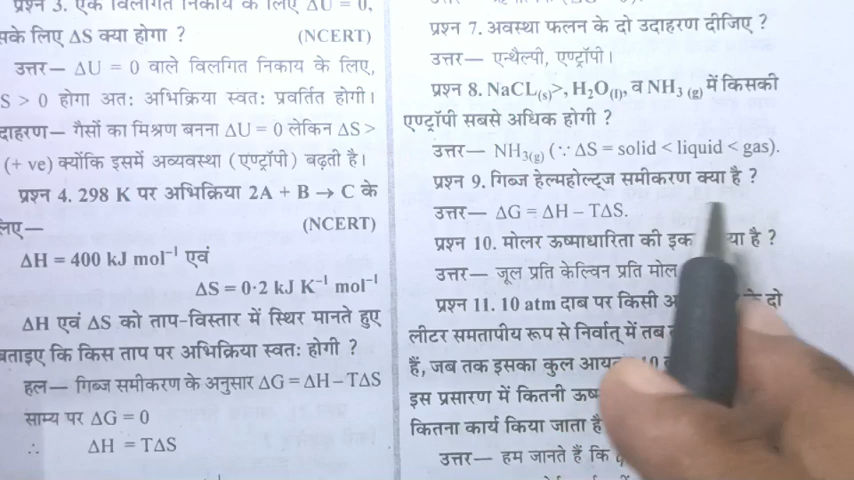 प्रश्न 3. एक विलगित निकाय के लिए ΔU = 0,
सके लिए ΔS क्या होगा ? (NCERT)
उत्तर— ΔU = 0 वाले विलगित निकाय के लिए,
S > 0 होगा अतः अभिक्रिया स्वतः प्रवर्तित होगी।
दाहरण— गैसों का मिश्रण बनना ΔU = 0 लेकिन ΔS >
(+ ve) क्योंकि इसमें अव्यवस्था (एण्ट्रॉपी) बढ़ती है।
प्रश्न 4. 298 K पर अभिक्रिया 2A + B → C के
लिए— (NCERT)
ΔH = 400 kJ mol⁻¹ एवं
ΔS = 0·2 kJ K⁻¹ mol⁻¹
ΔH एवं ΔS को ताप-विस्तार में स्थिर मानते हुए
बताइए कि किस ताप पर अभिक्रिया स्वतः होगी ?
हल— गिब्ज समीकरण के अनुसार ΔG = ΔH – TΔS
साम्य पर ΔG = 0
∴ ΔH = TΔS
प्रश्न 7. अवस्था फलन के दो उदाहरण दीजिए ?
उत्तर— एन्थैल्पी, एण्ट्रॉपी।
प्रश्न 8. NaCL₍s₎>, H₂O₍l₎, व NH₃ ₍g₎ में किसकी
एण्ट्रॉपी सबसे अधिक होगी ?
उत्तर— NH₃₍g₎ (∵ ΔS = solid < liquid < gas).
प्रश्न 9. गिब्ज हेल्महोल्ट्ज समीकरण क्या है ?
उत्तर— ΔG = ΔH – TΔS.
प्रश्न 10. मोलर ऊष्माधारिता की इक या है ?
उत्तर— जूल प्रति केल्विन प्रति मोल
प्रश्न 11. 10 atm दाब पर किसी के दो
लीटर समतापीय रूप से निर्वात् में तब
हैं, जब तक इसका कुल आयत 10
इस प्रसारण में कितनी ऊष्
कितना कार्य किया जाता है
उत्तर— हम जानते हैं कि